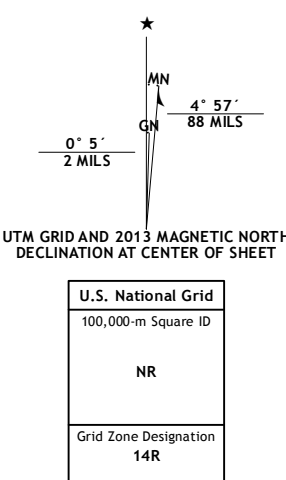 MN
4° 57´
88 MILS
GN
0° 5´
2 MILS
UTM GRID AND 2013 MAGNETIC NORTH
DECLINATION AT CENTER OF SHEET
U.S. National Grid
100,000-m Square ID
NR
Grid Zone Designation
14R